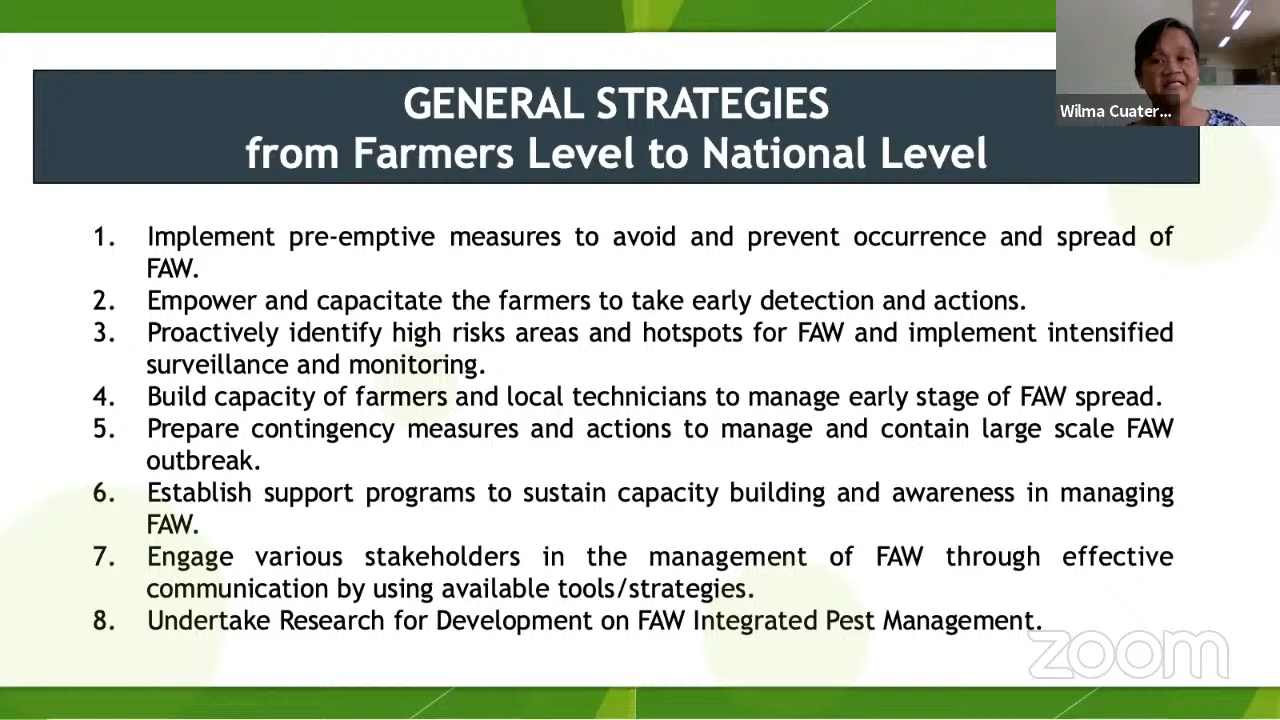 GENERAL STRATEGIES
from Farmers Level to National Level
Wilma Cuater...
1. Implement pre-emptive measures to avoid and prevent occurrence and spread of
FAW.
2. Empower and capacitate the farmers to take early detection and actions.
3. Proactively identify high risks areas and hotspots for FAW and implement intensified
surveillance and monitoring.
4. Build capacity of farmers and local technicians to manage early stage of FAW spread.
5. Prepare contingency measures and actions to manage and contain large scale FAW
outbreak.
6. Establish support programs to sustain capacity building and awareness in managing
FAW.
7. Engage various stakeholders in the management of FAW through effective
communication by using available tools/strategies.
8. Undertake Research for Development on FAW Integrated Pest Management.
zoom